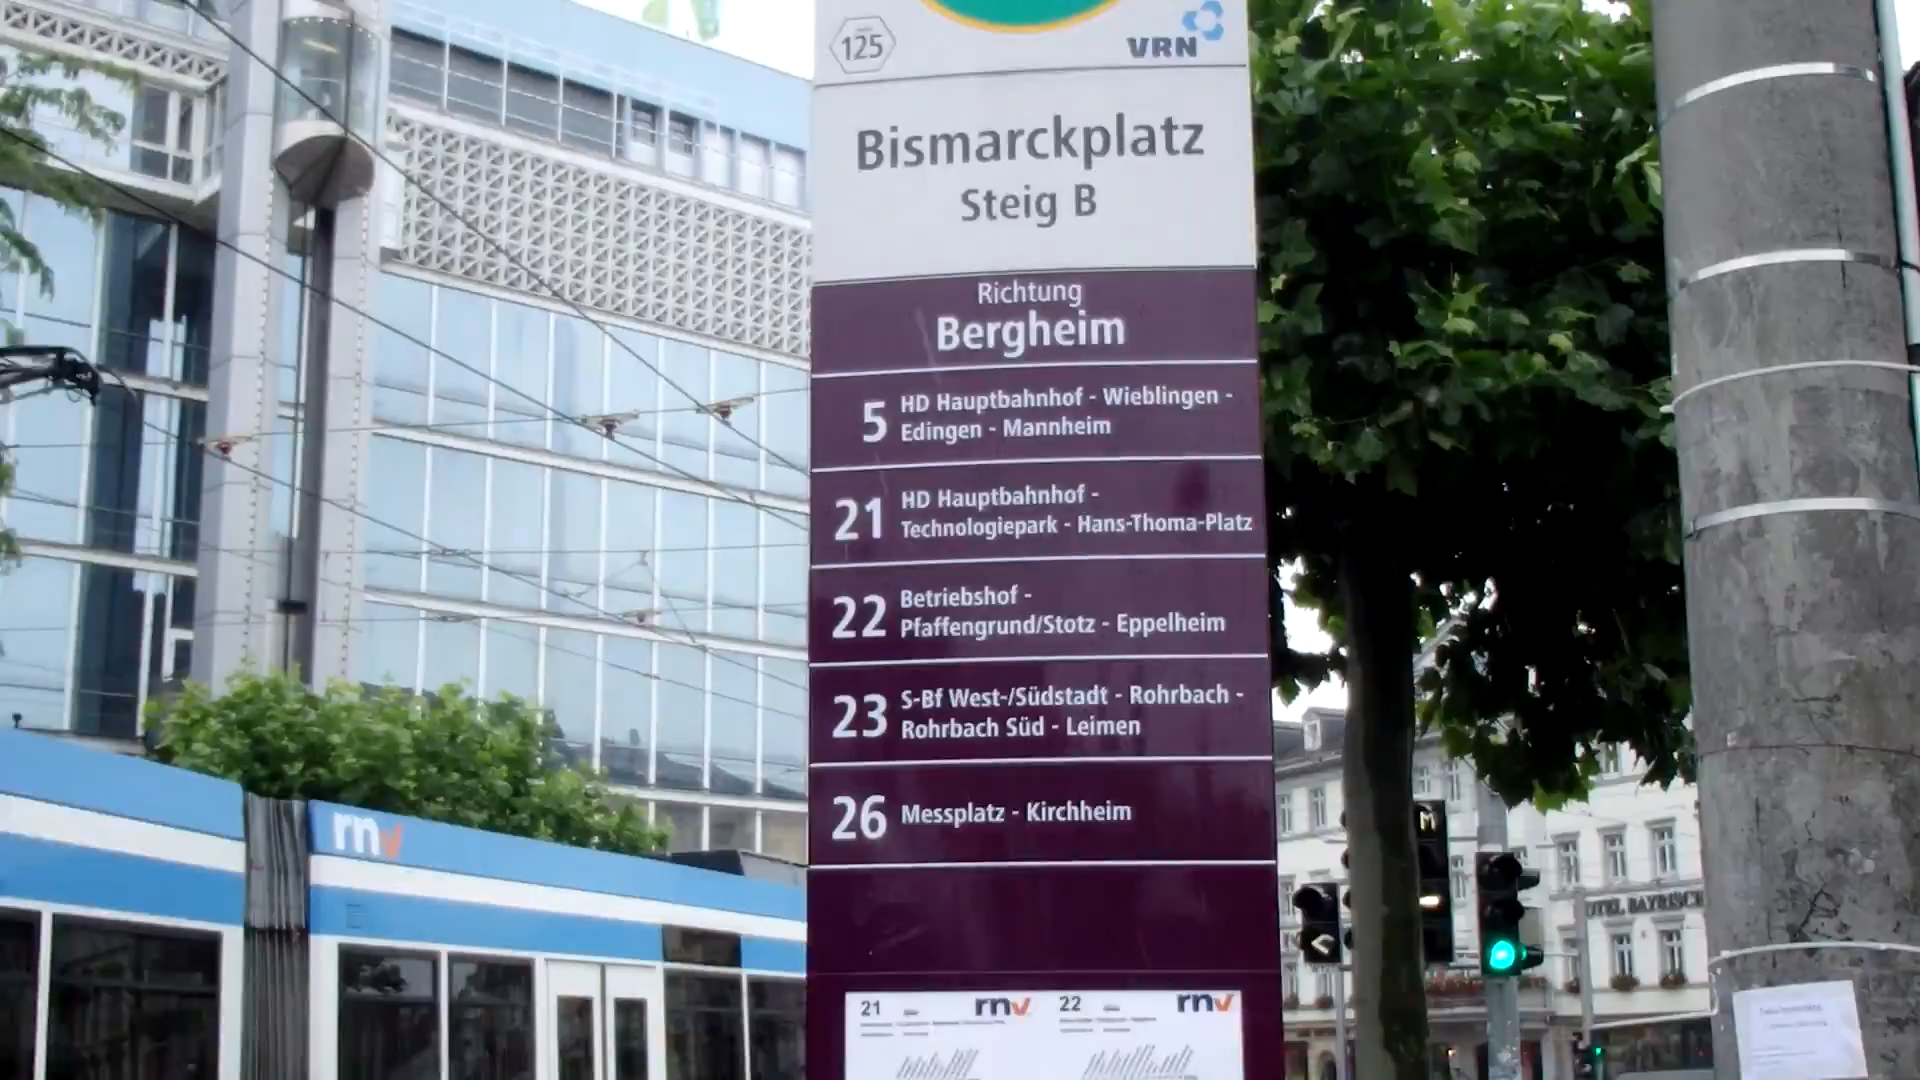 125
VRN
Bismarckplatz
Steig B
Richtung
Bergheim
5 HD Hauptbahnhof - Wieblingen -
Edingen - Mannheim
21 HD Hauptbahnhof -
Technologiepark - Hans-Thoma-Platz
22 Betriebshof -
Pfaffengrund/Stotz - Eppelheim
23 S-Bf West-/Südstadt - Rohrbach -
Rohrbach Süd - Leimen
26 Messplatz - Kirchheim
21 rnv 22 rnv
rnv
M